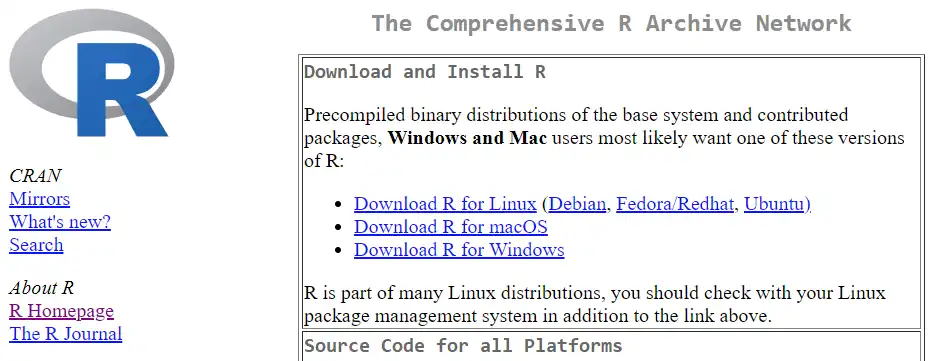 The Comprehensive R Archive Network
R
CRAN
Mirrors
What's new?
Search
About R
R Homepage
The R Journal
Download and Install R
Precompiled binary distributions of the base system and contributed
packages, Windows and Mac users most likely want one of these versions
of R:
• Download R for Linux (Debian, Fedora/Redhat, Ubuntu)
• Download R for macOS
• Download R for Windows
R is part of many Linux distributions, you should check with your Linux
package management system in addition to the link above.
Source Code for all Platforms